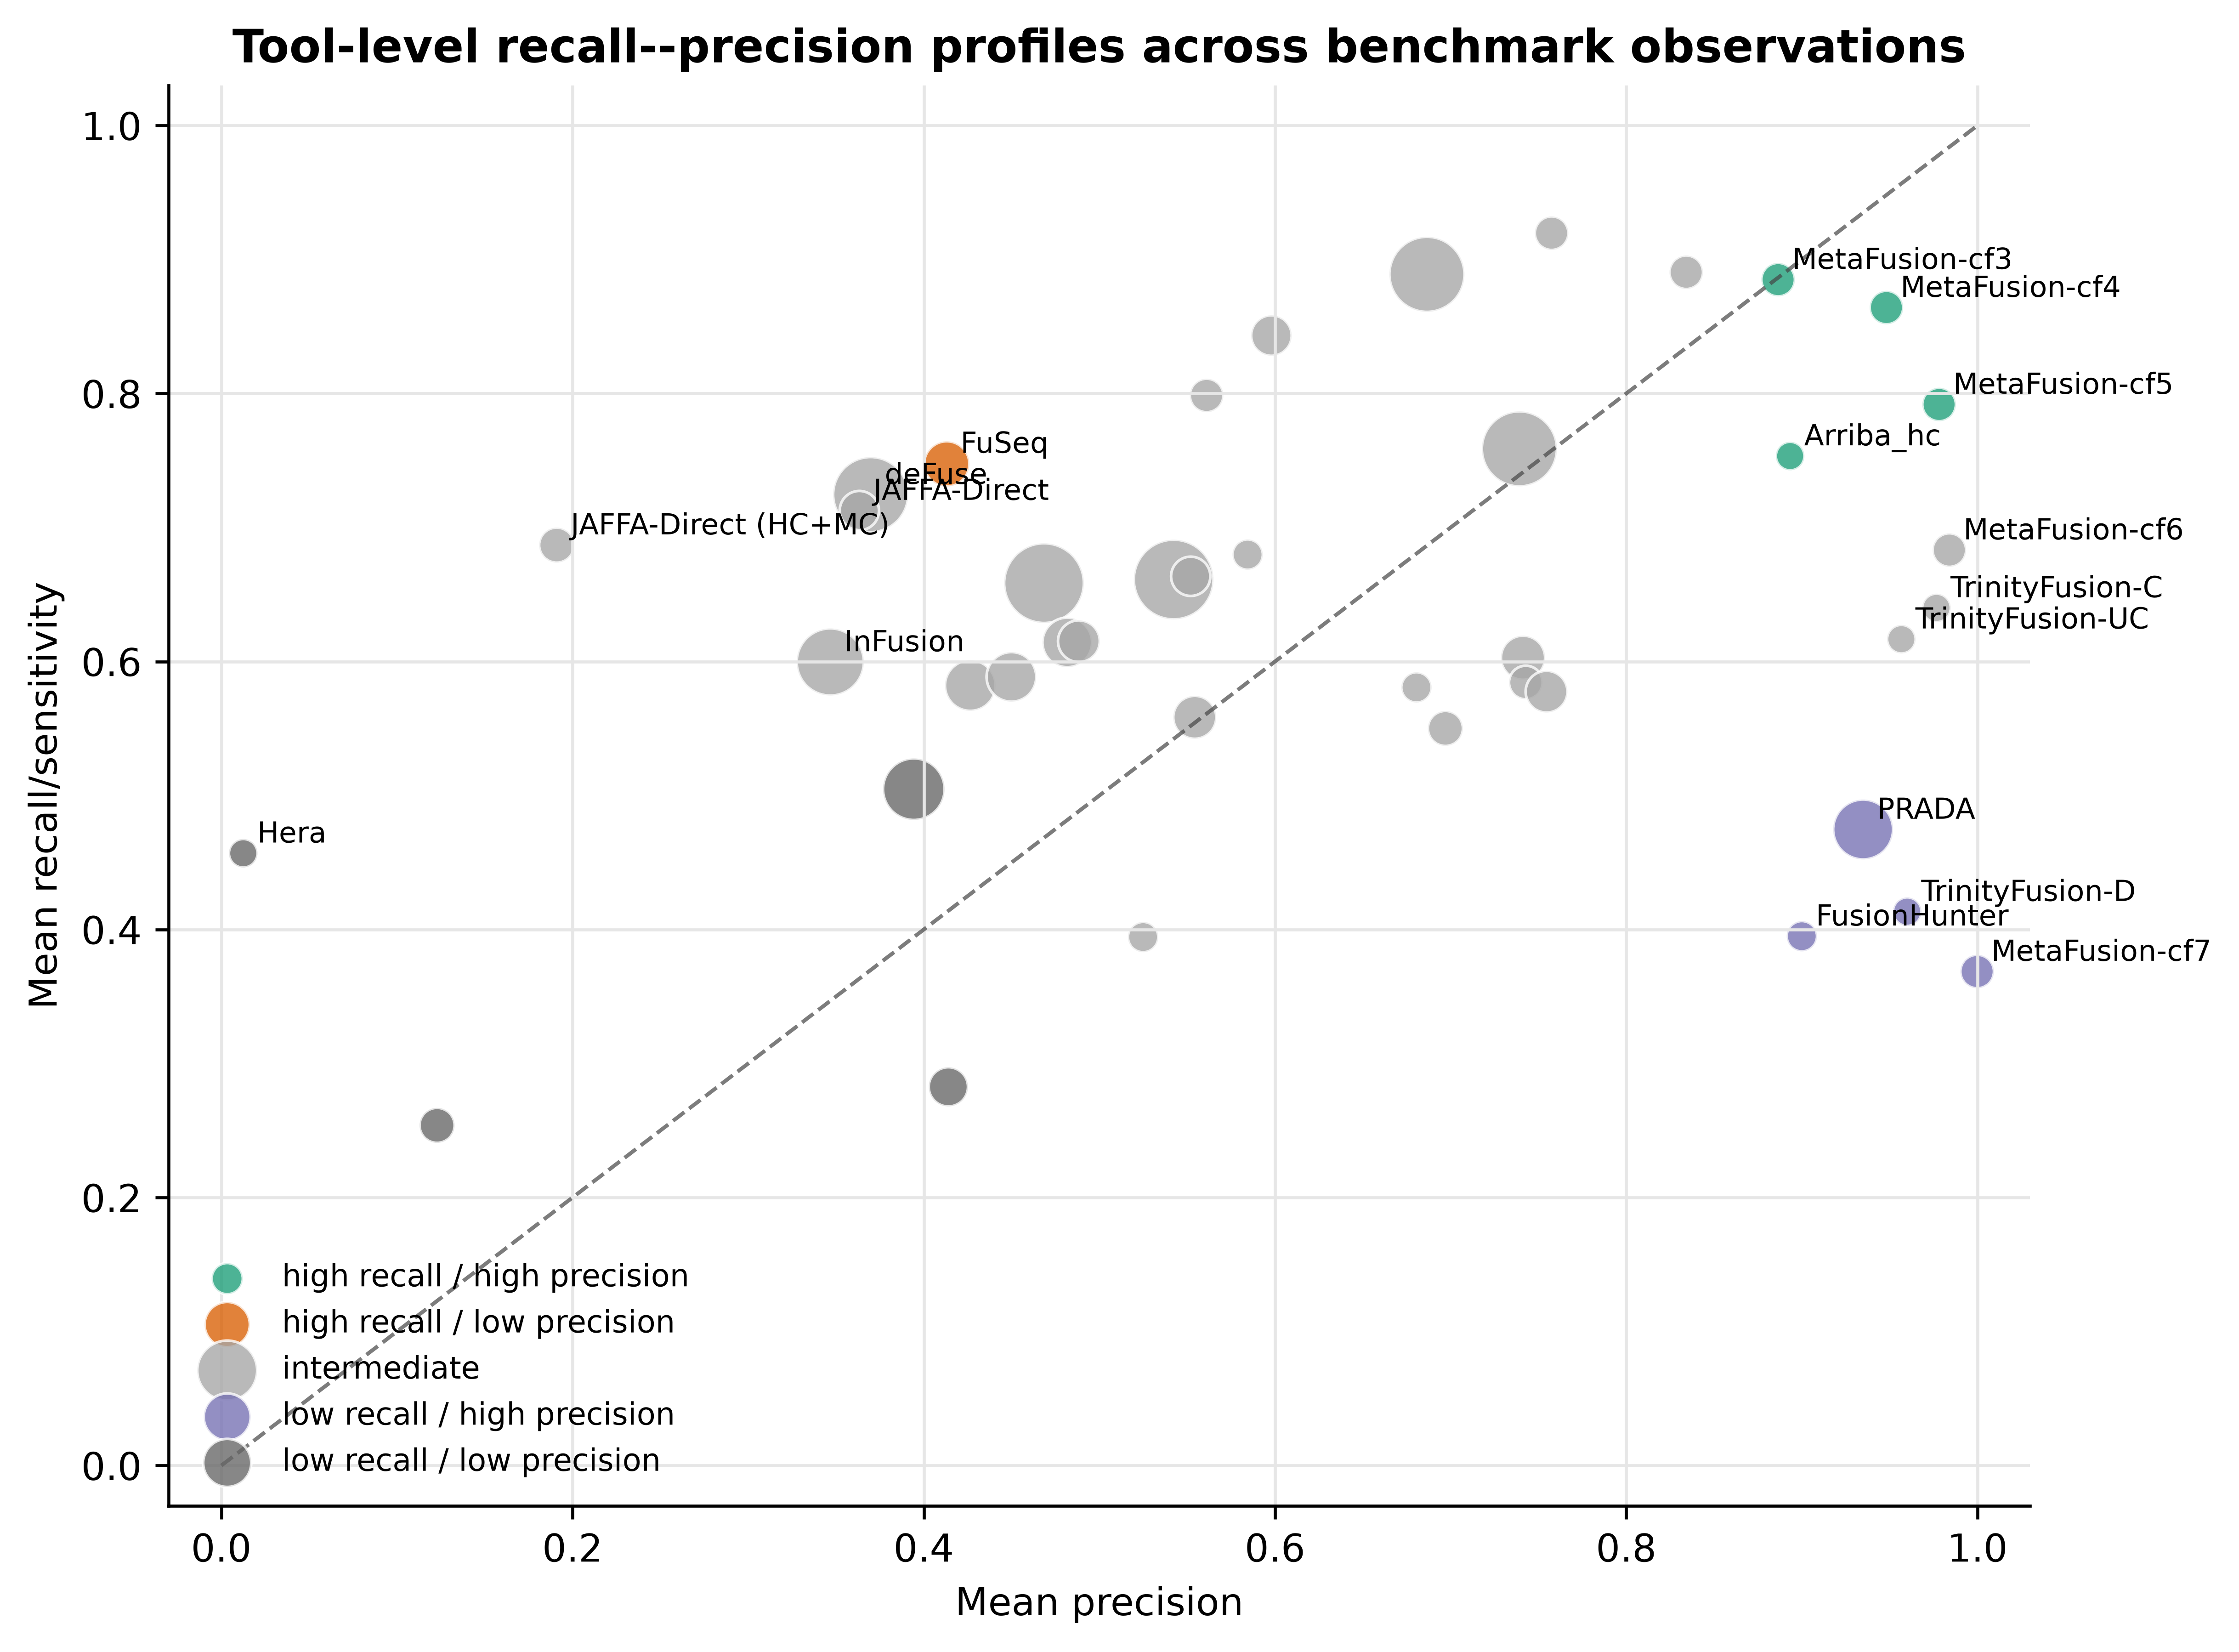 Tool-level recall--precision profiles across benchmark observations
1.0
MetaFusion-cf3
MetaFusion-cf4
0.8
MetaFusion-cf5
FuSeq
Arriba_hc
deFuse
JAFFA-Direct
JAFFA-Direct (HC+MC)
MetaFusion-cf6
TrinityFusion-C
TrinityFusion-UC
InFusion
0.6
Mean recall/sensitivity
PRADA
Hera
TrinityFusion-D
FusionHunter
0.4
MetaFusion-cf7
0.2
high recall / high precision
high recall / low precision
intermediate
low recall / high precision
low recall / low precision
0.0
0.0 0.2 0.4 0.6 0.8 1.0
Mean precision